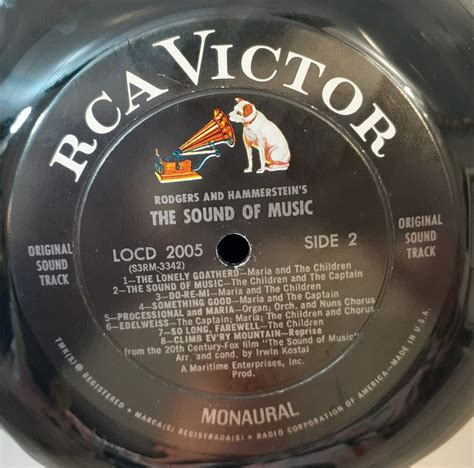 RCA VICTOR
RODGERS AND HAMMERSTEIN'S
THE SOUND OF MUSIC
ORIGINAL
SOUND
TRACK
LOCD 2005
(S3RM-3342)
SIDE 2
ORIGINAL
SOUND
TRACK
1—THE LONELY GOATHERD—Maria and The Children
2—THE SOUND OF MUSIC—The Children and The Captain
3—DO-RE-MI—Maria and The Children
4—SOMETHING GOOD—Maria and The Captain
5—PROCESSIONAL and MARIA—Organ; Orch. and Nuns Chorus
6—EDELWEISS—The Captain; Maria; The Children and Chorus
7—SO LONG, FAREWELL—The Children
8—CLIMB EV'RY MOUNTAIN—Reprise
from the 20th Century-Fox film "The Sound of Music"
Arr. and cond. by Irwin Kostal
A Maritime Enterprises, Inc.
Prod.
MONAURAL
TMK(S) ® REGISTERED • MARCA(S) REGISTRADA(S) • RADIO CORPORATION OF AMERICA—MADE IN U.S.A.